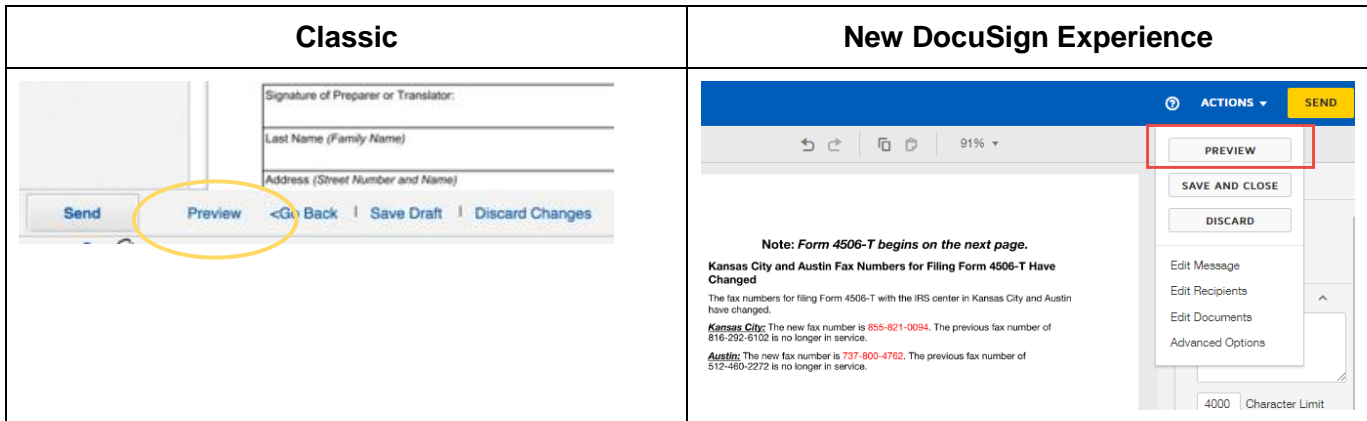 Classic
New DocuSign Experience
Signature of Preparer or Translator:
Last Name (Family Name)
Address (Street Number and Name)
Send Preview <Go Back | Save Draft | Discard Changes
ACTIONS SEND
91%
PREVIEW
SAVE AND CLOSE
DISCARD
Edit Message
Edit Recipients
Edit Documents
Advanced Options
4000 Character Limit
Note: Form 4506-T begins on the next page.
Kansas City and Austin Fax Numbers for Filing Form 4506-T Have
Changed
The fax numbers for filing Form 4506-T with the IRS center in Kansas City and Austin
have changed.
Kansas City: The new fax number is 855-821-0094. The previous fax number of
816-292-6102 is no longer in service.
Austin: The new fax number is 737-800-4762. The previous fax number of
512-460-2272 is no longer in service.